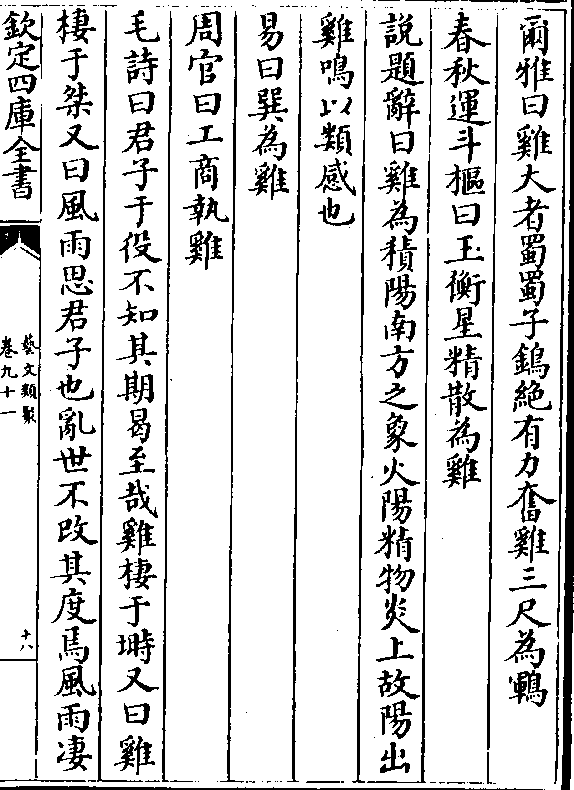 爾雅曰雞大者蜀蜀子鶵絶有力奮雞三尺為鶤
春秋運斗樞曰玉衡星精散為雞
說題辭曰雞為積陽南方之象火陽精物炎上故陽出
雞鳴以類感也
易曰巽為雞
周官曰工商執雞
毛詩曰君子于役不知其期曷至哉雞棲于塒又曰雞
棲于桀又曰風雨思君子也亂世不改其度焉風雨凄
欽定四庫全書
藝文類聚
卷九十一
十八